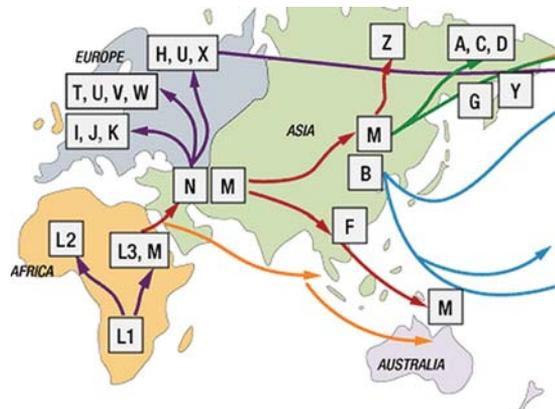 Z
A, C, D
H, U, X
EUROPE
T, U, V, W
G
Y
I, J, K
ASIA
M
B
N
M
F
L2
L3, M
AFRICA
M
L1
AUSTRALIA